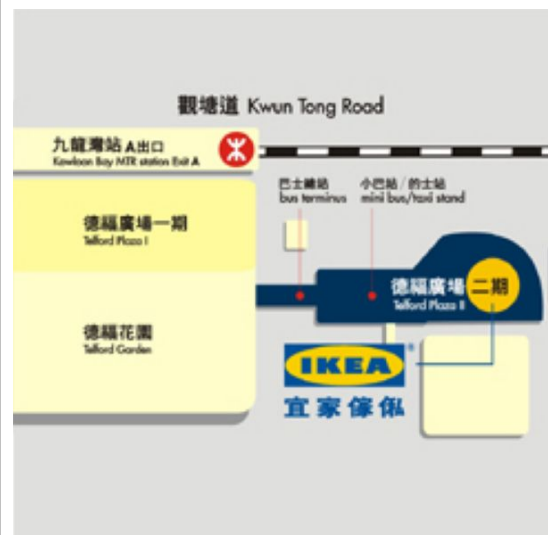 觀塘道 Kwun Tong Road
九龍灣站 A出口
Kowloon Bay MTR station Exit A
巴士總站
bus terminus
小巴站/的士站
mini bus/taxi stand
德福廣場一期
Telford Plaza I
德福廣場 二期
Telford Plaza II
德福花園
Telford Garden
IKEA®
宜家傢俬